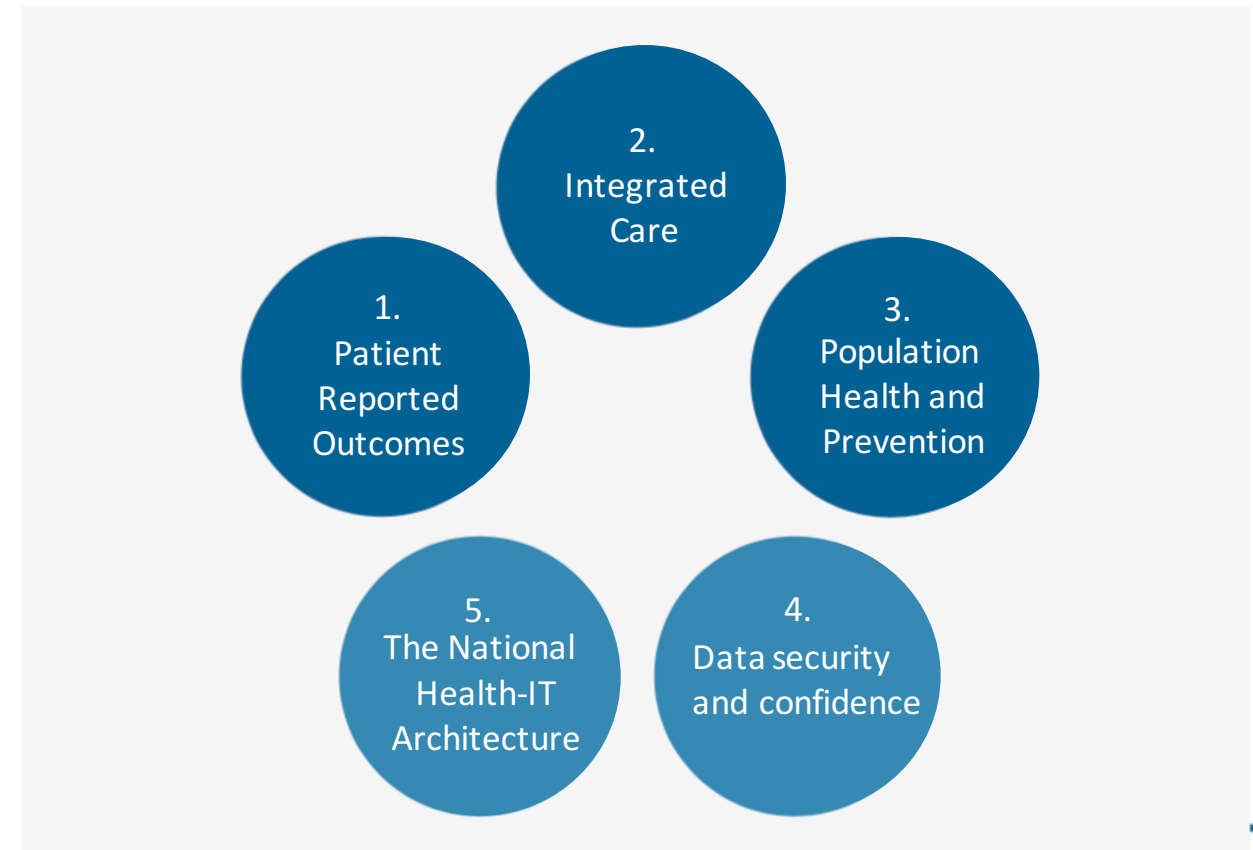 1.
Patient
Reported
Outcomes
2.
Integrated
Care
3.
Population
Health and
Prevention
4.
Data security
and confidence
5.
The National
Health-IT
Architecture